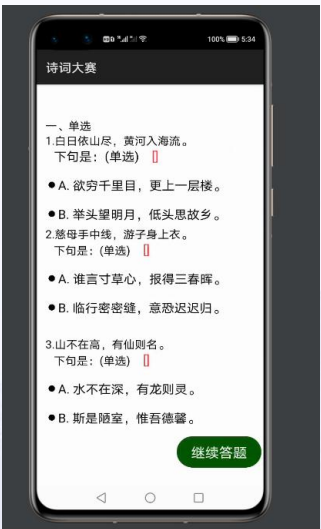 100% 5:34
诗词大赛
一、单选
1.白日依山尽，黄河入海流。
下句是：(单选) []
A. 欲穷千里目，更上一层楼。
B. 举头望明月，低头思故乡。
2.慈母手中线，游子身上衣。
下句是：(单选) []
A. 谁言寸草心，报得三春晖。
B. 临行密密缝，意恐迟迟归。
3.山不在高，有仙则名。
下句是：(单选) []
A. 水不在深，有龙则灵。
B. 斯是陋室，惟吾德馨。
继续答题